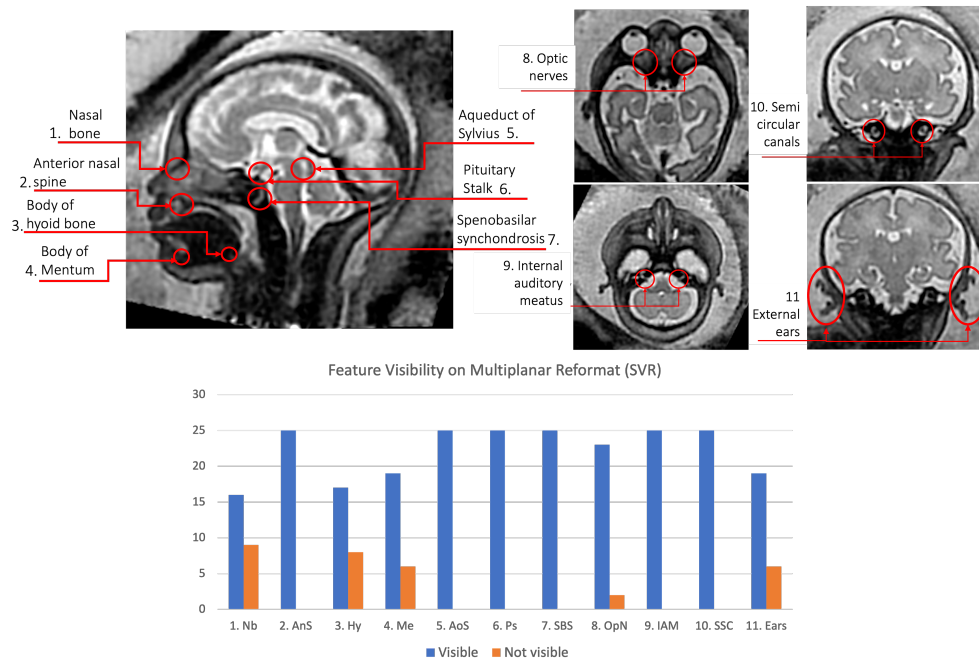 Nasal
1. bone
Anterior nasal
2. spine
Body of
3. hyoid bone
Body of
4. Mentum
Aqueduct of
Sylvius 5.
Pituitary
Stalk 6.
Spenobasilar
synchondrosis 7.
8. Optic
nerves
9. Internal
auditory
meatus
10. Semi
circular
canals
11
External
ears
Feature Visibility on Multiplanar Reformat (SVR)
30
25
20
15
10
5
0
1. Nb 2. AnS 3. Hy 4. Me 5. AoS 6. Ps 7. SBS 8. OpN 9. IAM 10. SSC 11. Ears
Visible Not visible